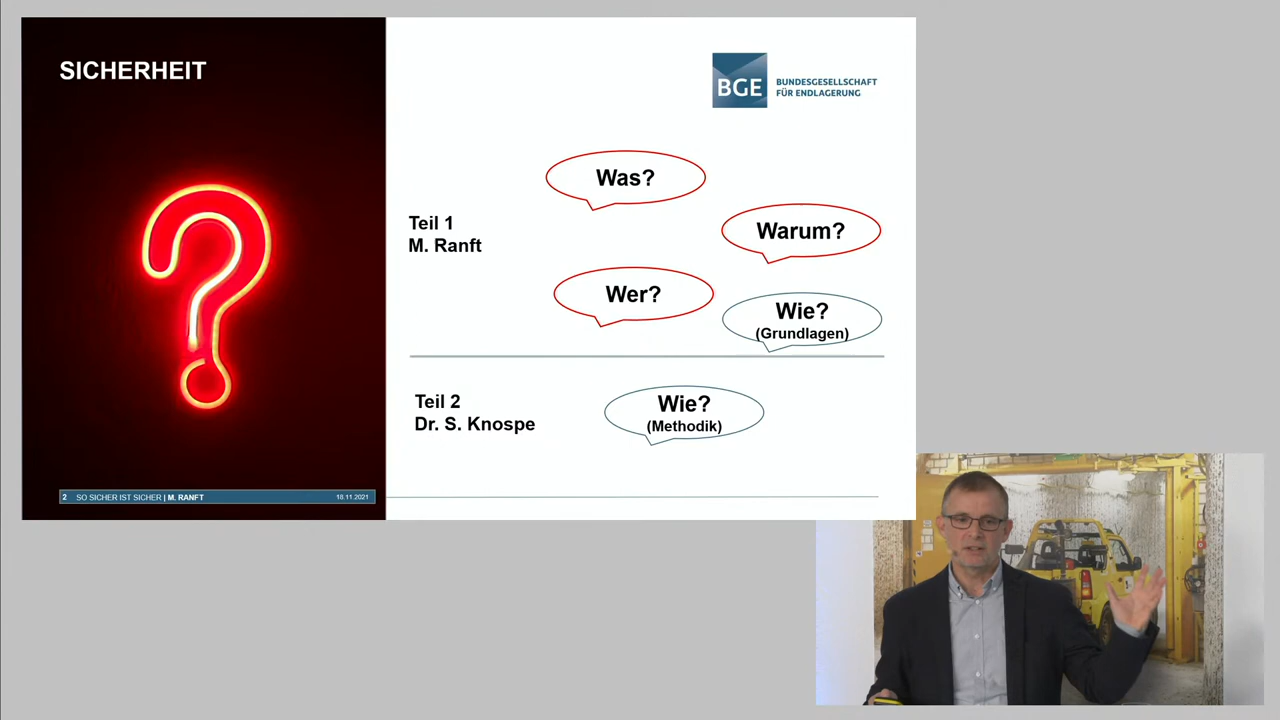 SICHERHEIT
BGE
BUNDESGESELLSCHAFT
FÜR ENDLAGERUNG
Was?
Teil 1
M. Ranft
Warum?
Wer?
Wie?
(Grundlagen)
Teil 2
Dr. S. Knospe
Wie?
(Methodik)
2 SO SICHER IST SICHER | M. RANFT 18.11.2021